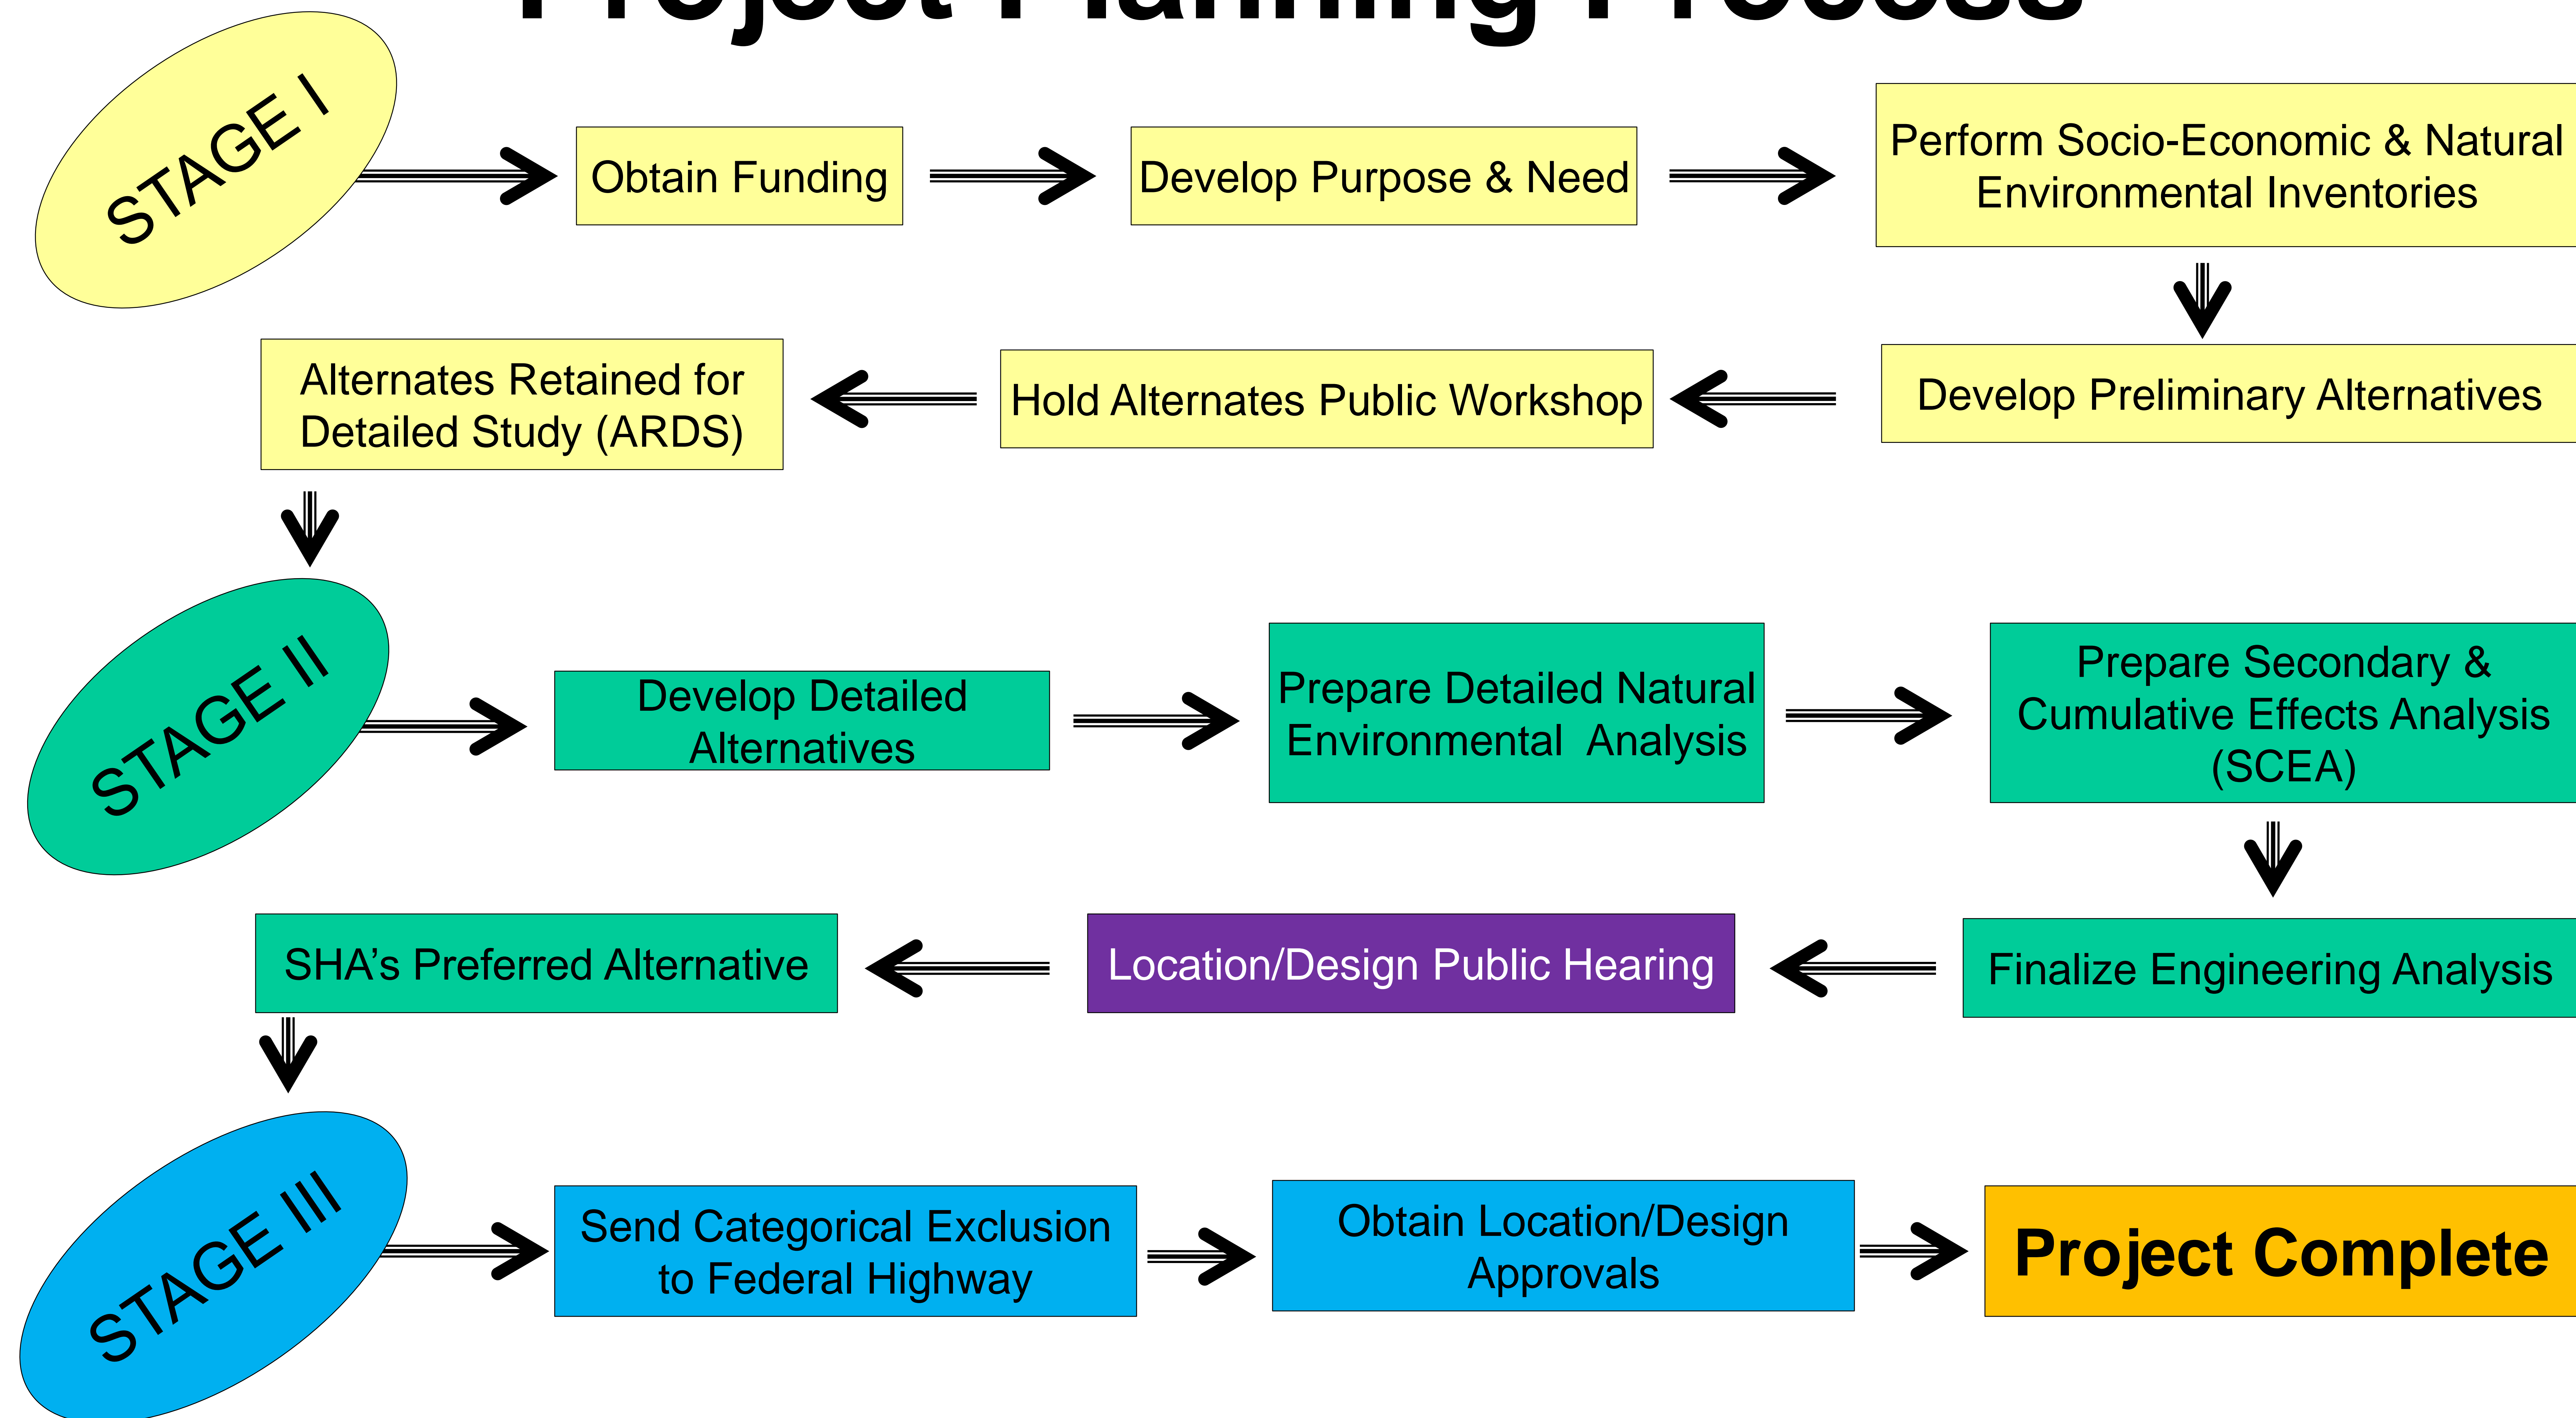 Project Planning Process
STAGE I
Obtain Funding
Develop Purpose & Need
Perform Socio-Economic & Natural
Environmental Inventories
Develop Preliminary Alternatives
Hold Alternates Public Workshop
Alternates Retained for
Detailed Study (ARDS)
STAGE II
Develop Detailed
Alternatives
Prepare Detailed Natural
Environmental  Analysis
Prepare Secondary &
Cumulative Effects Analysis
(SCEA)
Finalize Engineering Analysis
Location/Design Public Hearing
SHA’s Preferred Alternative
STAGE III
Send Categorical Exclusion
to Federal Highway
Obtain Location/Design
Approvals
Project Complete